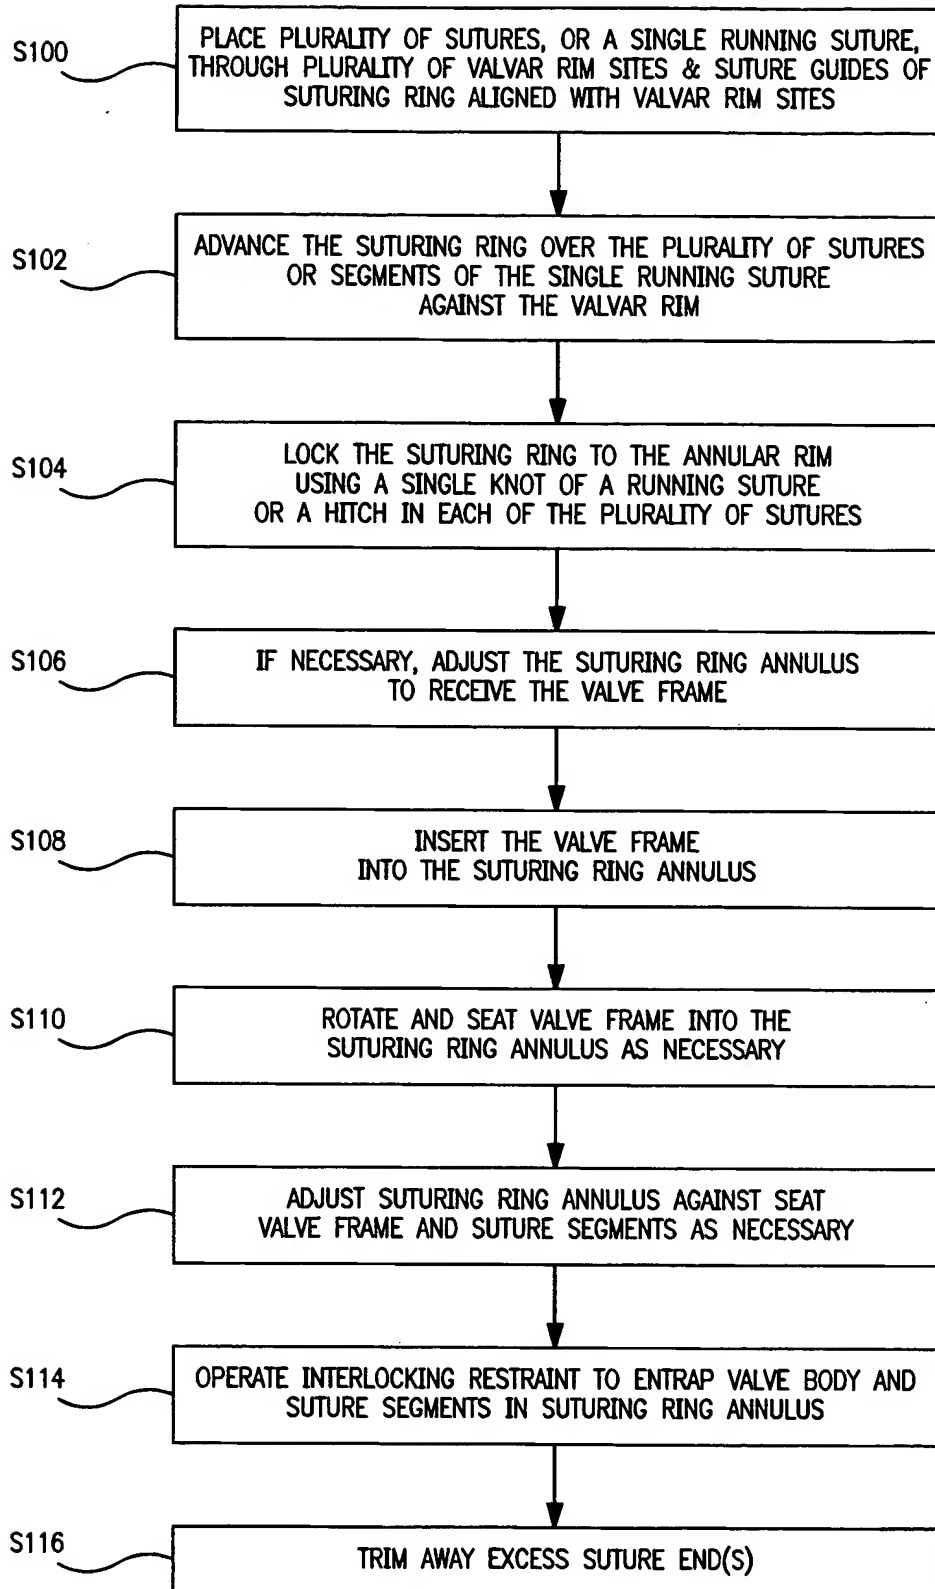 S100
PLACE PLURALITY OF SUTURES, OR A SINGLE RUNNING SUTURE,
THROUGH PLURALITY OF VALVAR RIM SITES & SUTURE GUIDES OF
SUTURING RING ALIGNED WITH VALVAR RIM SITES
S102
ADVANCE THE SUTURING RING OVER THE PLURALITY OF SUTURES
OR SEGMENTS OF THE SINGLE RUNNING SUTURE
AGAINST THE VALVAR RIM
S104
LOCK THE SUTURING RING TO THE ANNULAR RIM
USING A SINGLE KNOT OF A RUNNING SUTURE
OR A HITCH IN EACH OF THE PLURALITY OF SUTURES
S106
IF NECESSARY, ADJUST THE SUTURING RING ANNULUS
TO RECEIVE THE VALVE FRAME
S108
INSERT THE VALVE FRAME
INTO THE SUTURING RING ANNULUS
S110
ROTATE AND SEAT VALVE FRAME INTO THE
SUTURING RING ANNULUS AS NECESSARY
S112
ADJUST SUTURING RING ANNULUS AGAINST SEAT
VALVE FRAME AND SUTURE SEGMENTS AS NECESSARY
S114
OPERATE INTERLOCKING RESTRAINT TO ENTRAP VALVE BODY AND
SUTURE SEGMENTS IN SUTURING RING ANNULUS
S116
TRIM AWAY EXCESS SUTURE END(S)